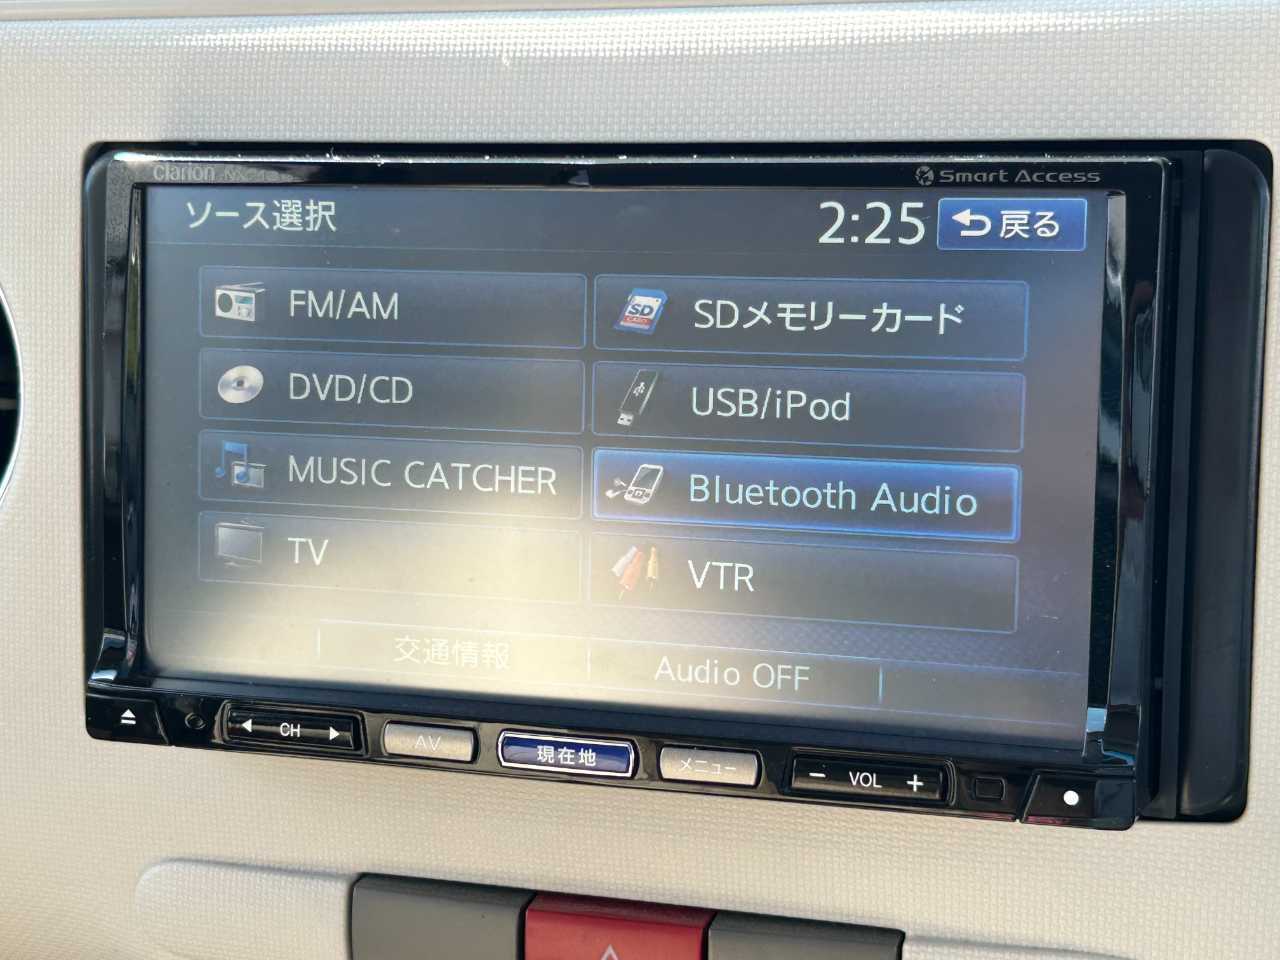 clarion
Smart Access
ソース選択
2:25
戻る
FM/AM
SDメモリーカード
DVD/CD
USB/iPod
MUSIC CATCHER
Bluetooth Audio
TV
VTR
交通情報
Audio OFF
CH
AV
現在地
メニュー
− VOL +